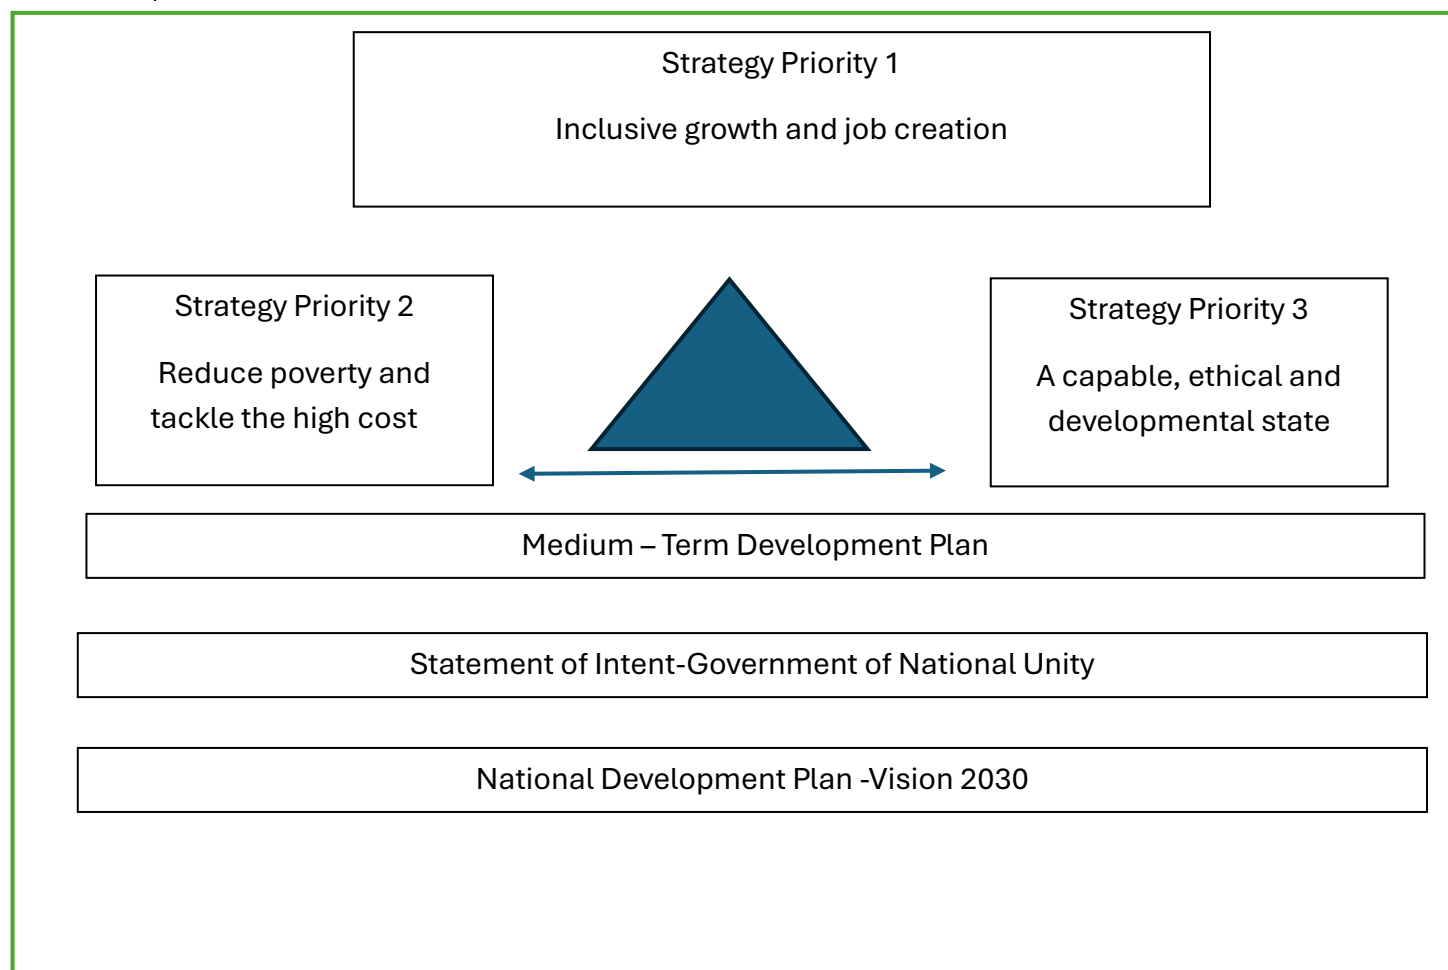 Strategy Priority 1
Inclusive growth and job creation
Strategy Priority 2
Reduce poverty and
tackle the high cost
Strategy Priority 3
A capable, ethical and
developmental state
Medium – Term Development Plan
Statement of Intent-Government of National Unity
National Development Plan -Vision 2030